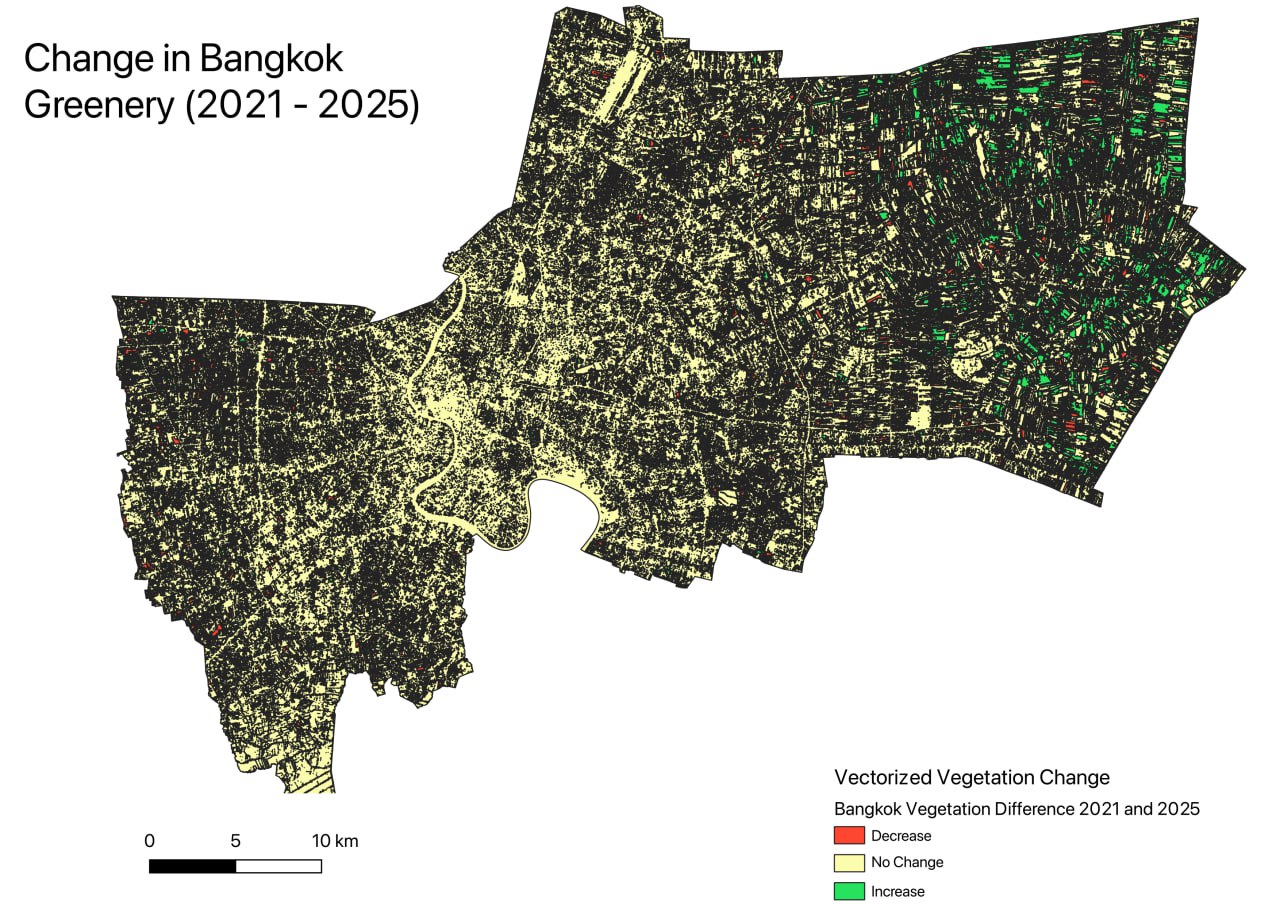 Change in Bangkok
Greenery (2021 - 2025)
0 5 10 km
Vectorized Vegetation Change
Bangkok Vegetation Difference 2021 and 2025
Decrease
No Change
Increase